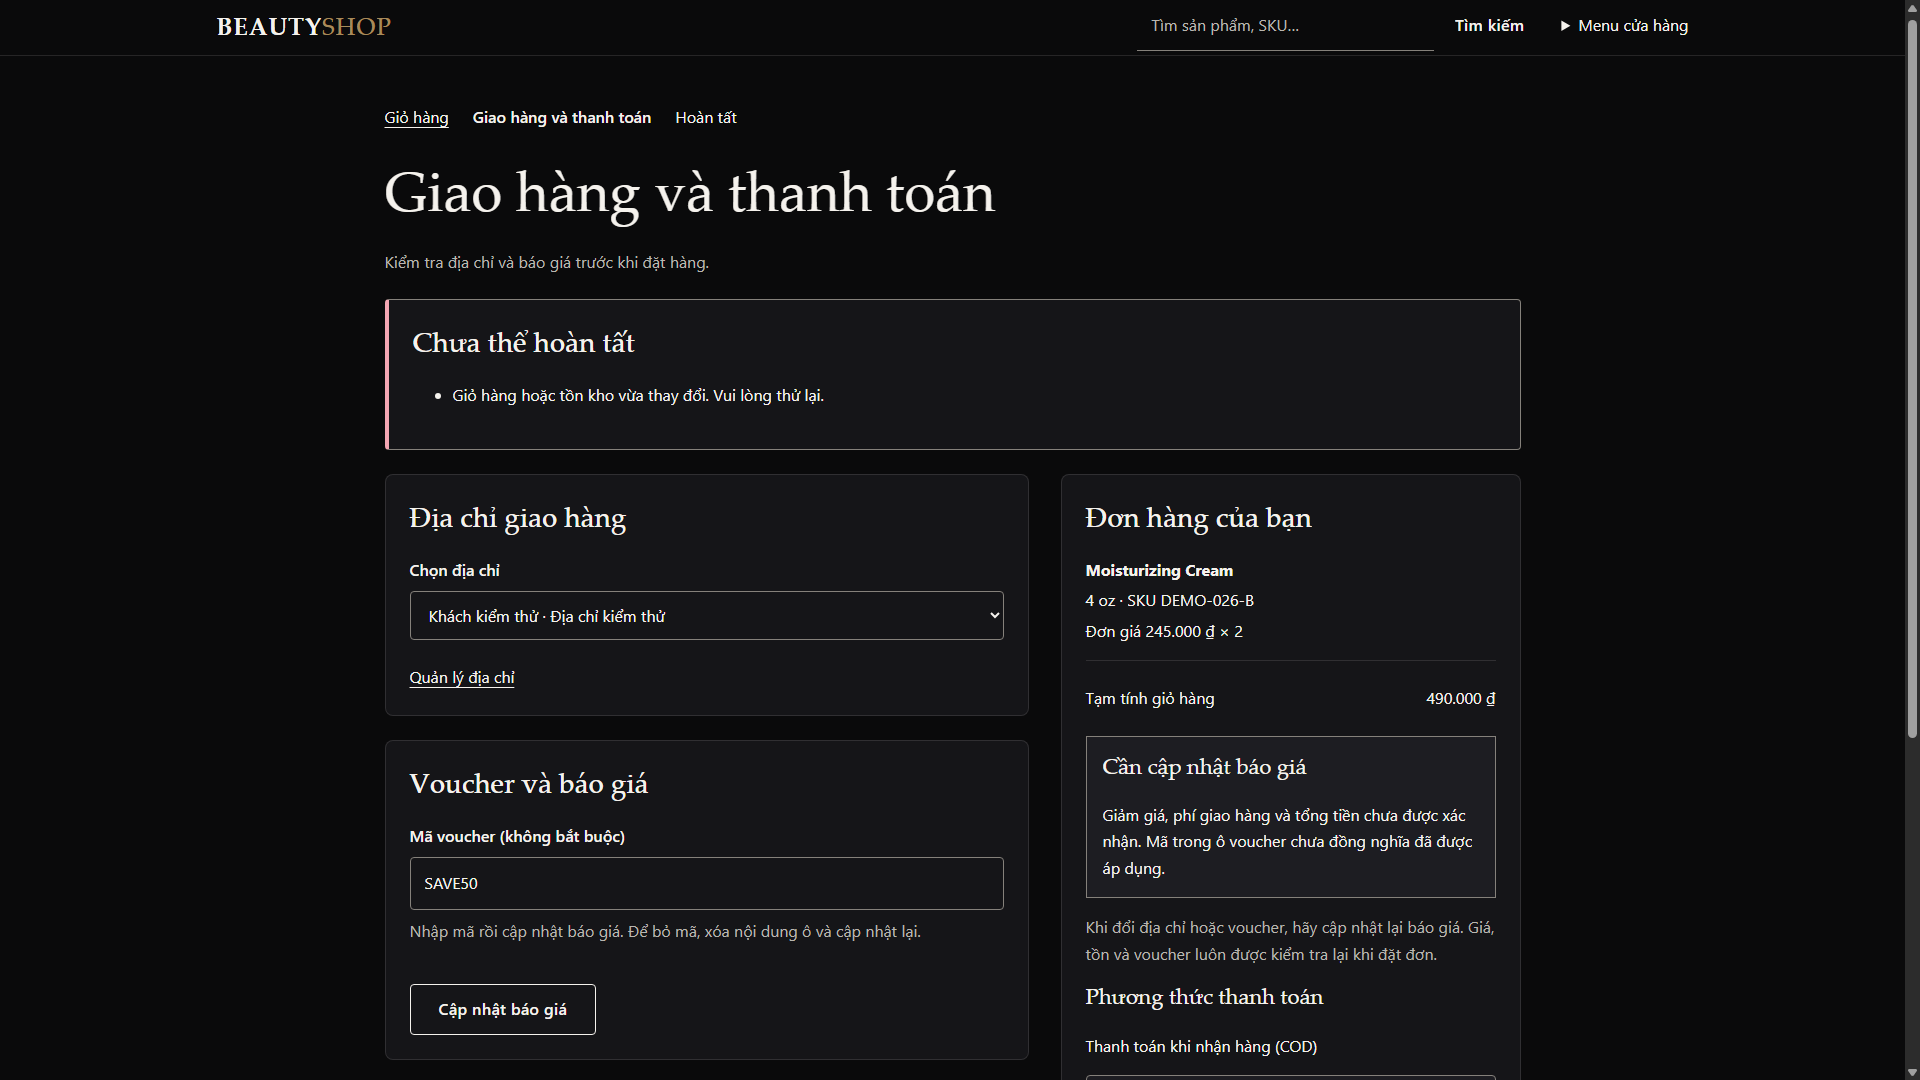 BEAUTYSHOP
Tìm sản phẩm, SKU...
Tìm kiếm
Menu cửa hàng
Giỏ hàng
Giao hàng và thanh toán
Hoàn tất
Giao hàng và thanh toán
Kiểm tra địa chỉ và báo giá trước khi đặt hàng.
Chưa thể hoàn tất
Giỏ hàng hoặc tồn kho vừa thay đổi. Vui lòng thử lại.
Địa chỉ giao hàng
Chọn địa chỉ
Khách kiểm thử · Địa chỉ kiểm thử
Quản lý địa chỉ
Voucher và báo giá
Mã voucher (không bắt buộc)
SAVE50
Nhập mã rồi cập nhật báo giá. Để bỏ mã, xóa nội dung ô và cập nhật lại.
Cập nhật báo giá
Đơn hàng của bạn
Moisturizing Cream
4 oz · SKU DEMO-026-B
Đơn giá 245.000 ₫ × 2
Tạm tính giỏ hàng
490.000 ₫
Cần cập nhật báo giá
Giảm giá, phí giao hàng và tổng tiền chưa được xác
nhận. Mã trong ô voucher chưa đồng nghĩa đã được
áp dụng.
Khi đổi địa chỉ hoặc voucher, hãy cập nhật lại báo giá. Giá,
tồn và voucher luôn được kiểm tra lại khi đặt đơn.
Phương thức thanh toán
Thanh toán khi nhận hàng (COD)